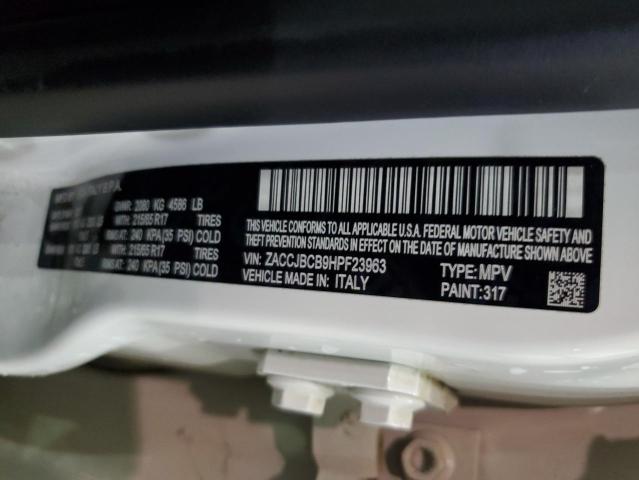 GVWR: 2080 KG 4586 LB
WITH: 215/65 R17 TIRES
240 KPA(35 PSI) COLD
WITH: 215/65 R17 TIRES
240 KPA(35 PSI) COLD
THIS VEHICLE CONFORMS TO ALL APPLICABLE U.S.A. FEDERAL MOTOR VEHICLE SAFETY AND
THEFT PREVENTION STANDARDS IN EFFECT ON THE DATE OF MANUFACTURE SHOWN ABOVE.
VIN: ZACCJBCB9HPF23963 TYPE: MPV
VEHICLE MADE IN: ITALY PAINT:317